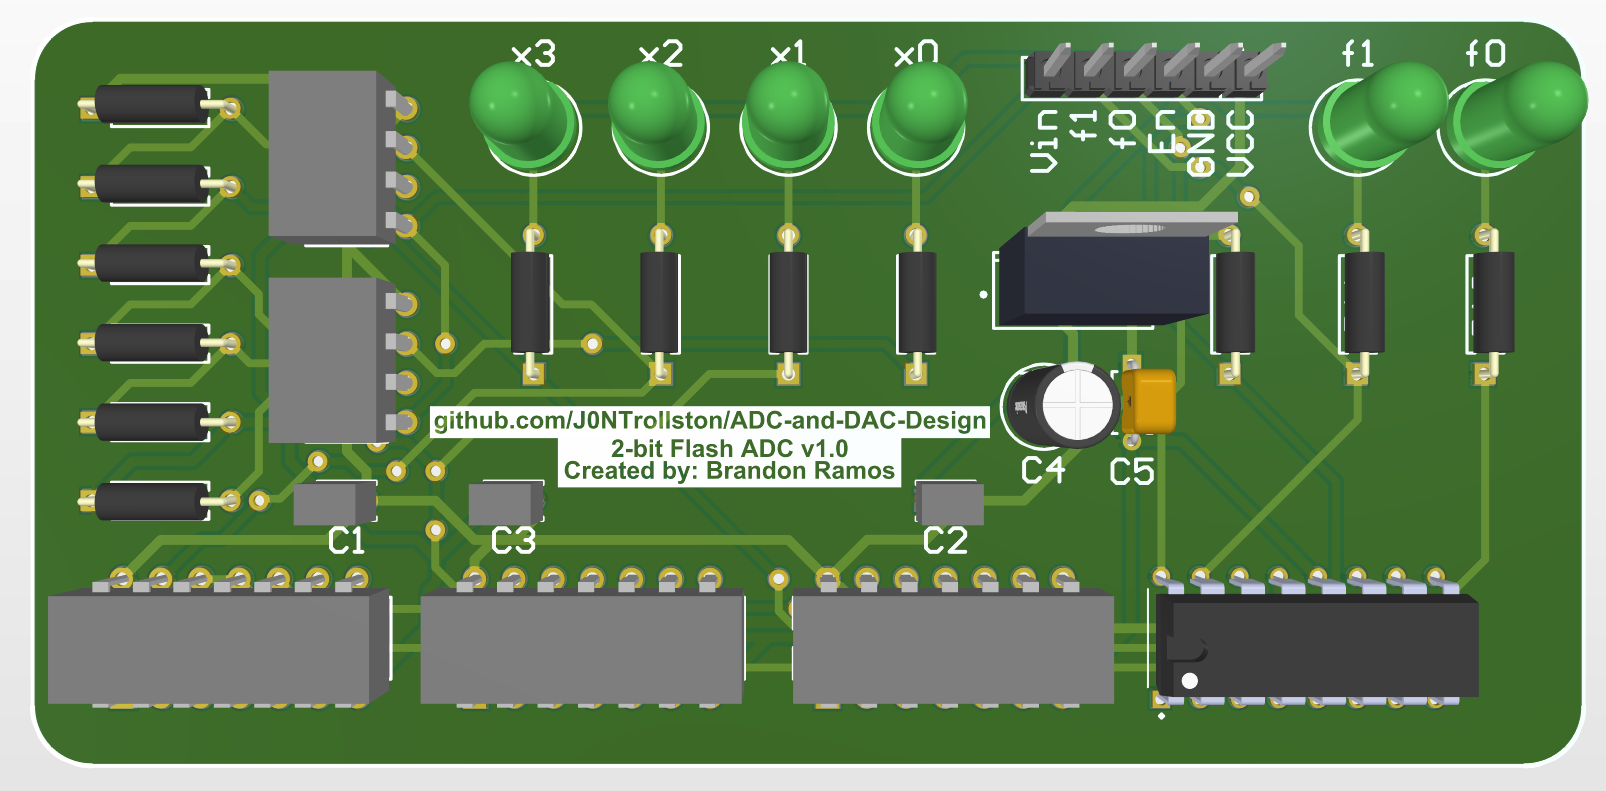 x3 x2 x1 x0 f1 f0
Vin f1 f0 En GND VCC
github.com/J0NTrollston/ADC-and-DAC-Design
2-bit Flash ADC v1.0
Created by: Brandon Ramos
C4 C5
C1 C3 C2